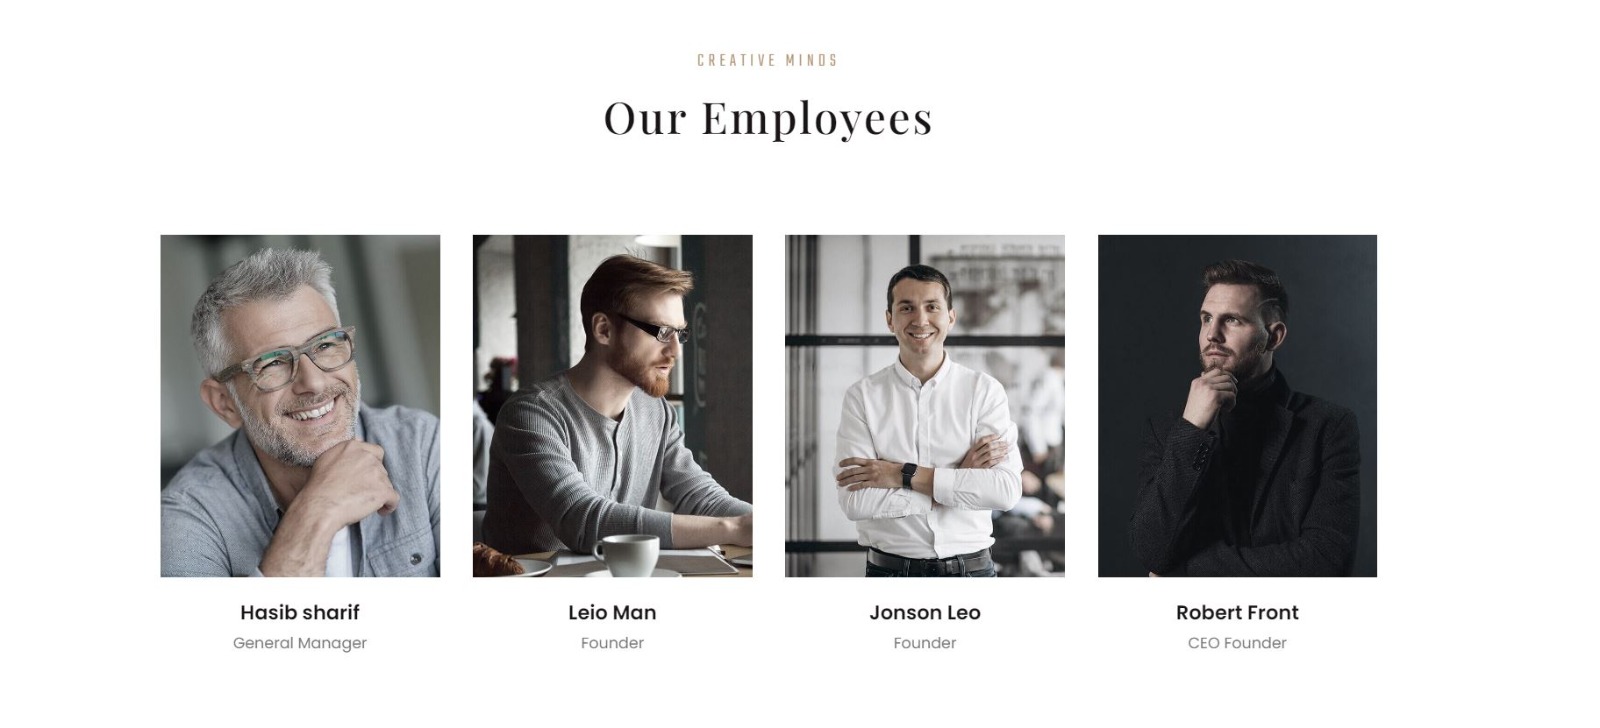 CREATIVE MINDS
Our Employees
Hasib sharif
General Manager
Leio Man
Founder
Jonson Leo
Founder
Robert Front
CEO Founder